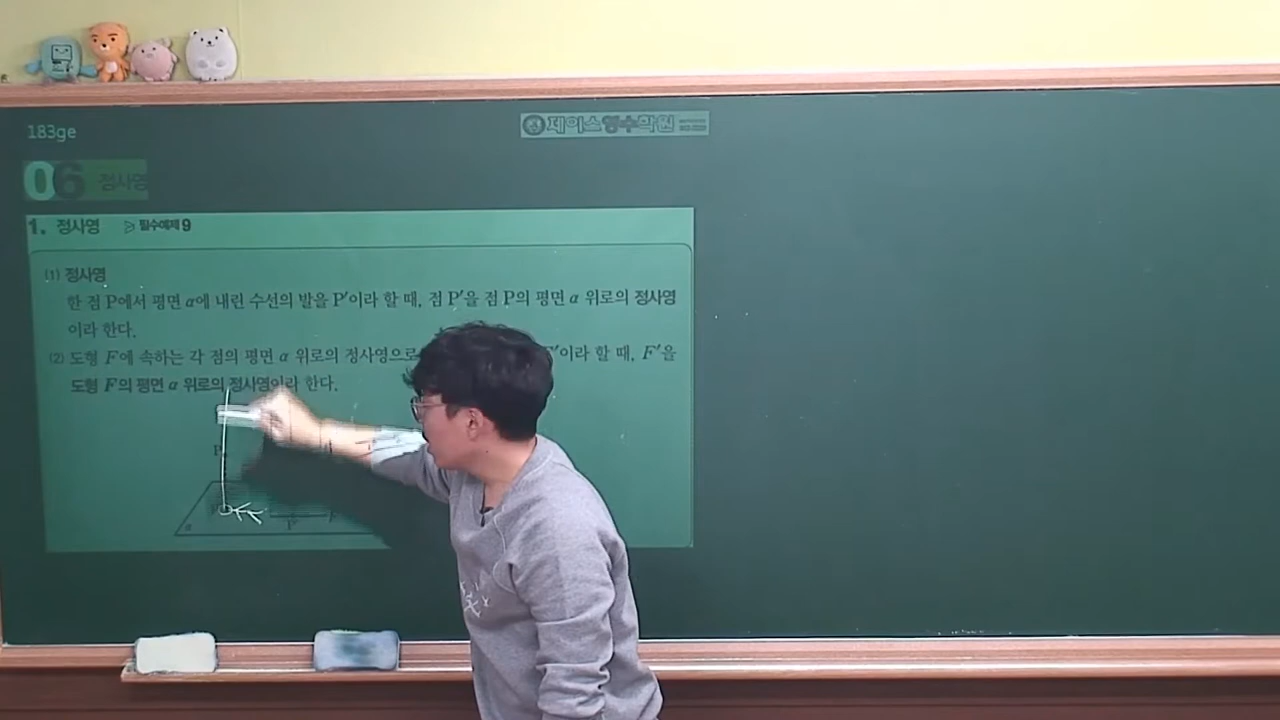 183ge
제이스영수학원
06 정사영
1. 정사영 필수예제 9
(1) 정사영
한 점 P에서 평면 α에 내린 수선의 발을 P′이라 할 때, 점 P′을 점 P의 평면 α 위로의 정사영
이라 한다.
(2) 도형 F에 속하는 각 점의 평면 α 위로의 정사영으로 F′이라 할 때, F′을
도형 F의 평면 α 위로의 정사영이라 한다.
P
α